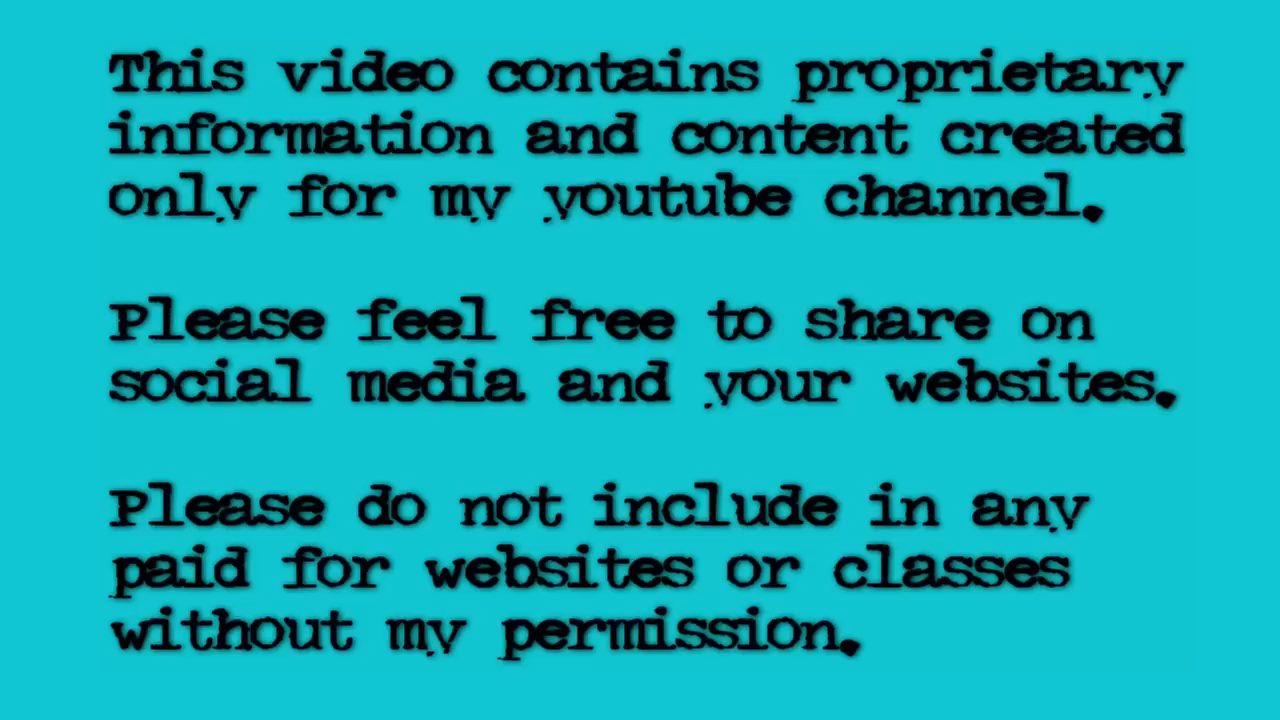 This video contains proprietary
information and content created
only for my youtube channel.
Please feel free to share on
social media and your websites.
Please do not include in any
paid for websites or classes
without my permission.